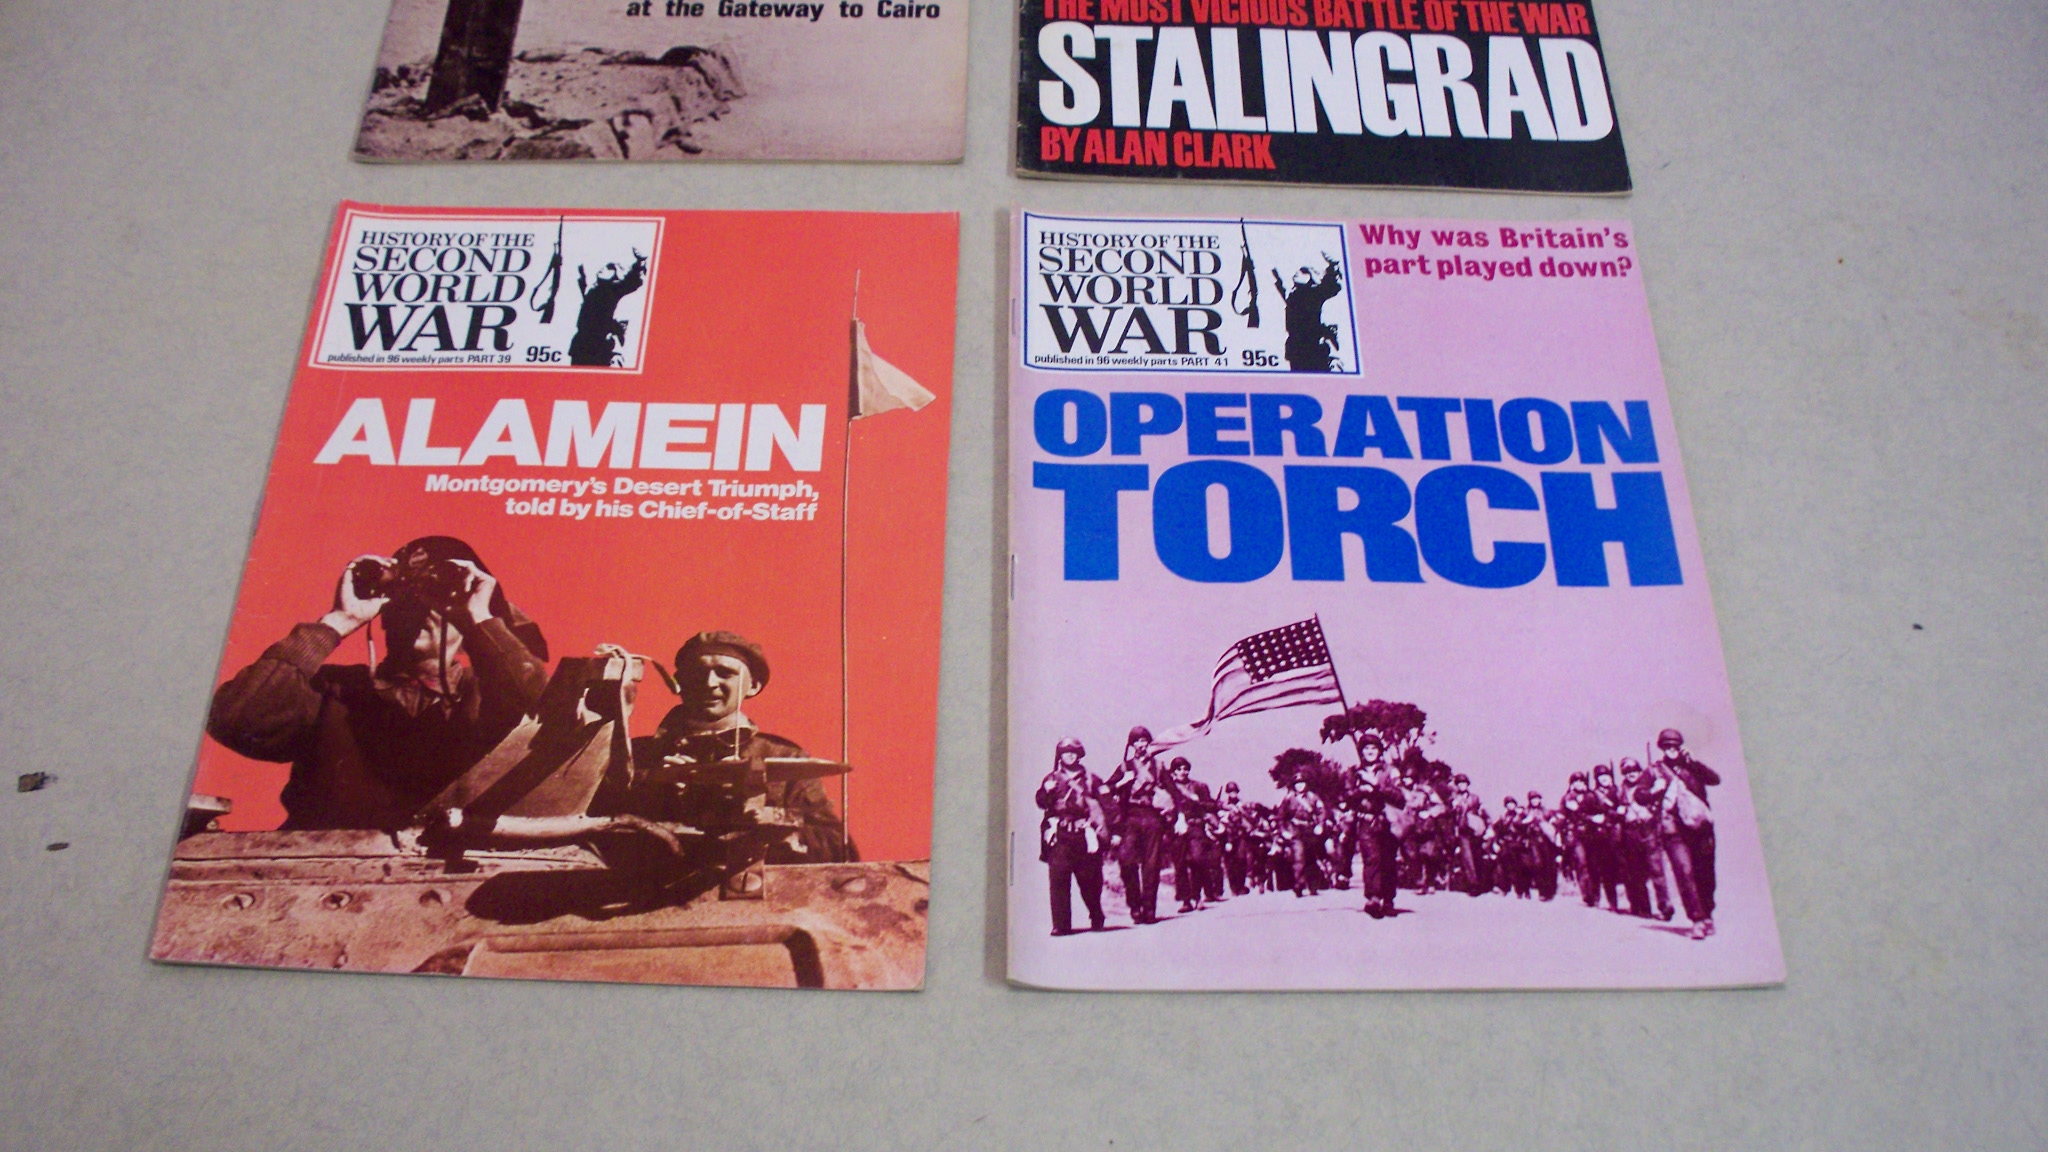 at the Gateway to Cairo
THE MOST VICIOUS BATTLE OF THE WAR
STALINGRAD
BY ALAN CLARK
HISTORY OF THE
SECOND
WORLD
WAR
published in 96 weekly parts PART 39 95c
ALAMEIN
Montgomery's Desert Triumph,
told by his Chief-of-Staff
HISTORY OF THE
SECOND
WORLD
WAR
published in 96 weekly parts PART 41 95c
Why was Britain's
part played down?
OPERATION
TORCH